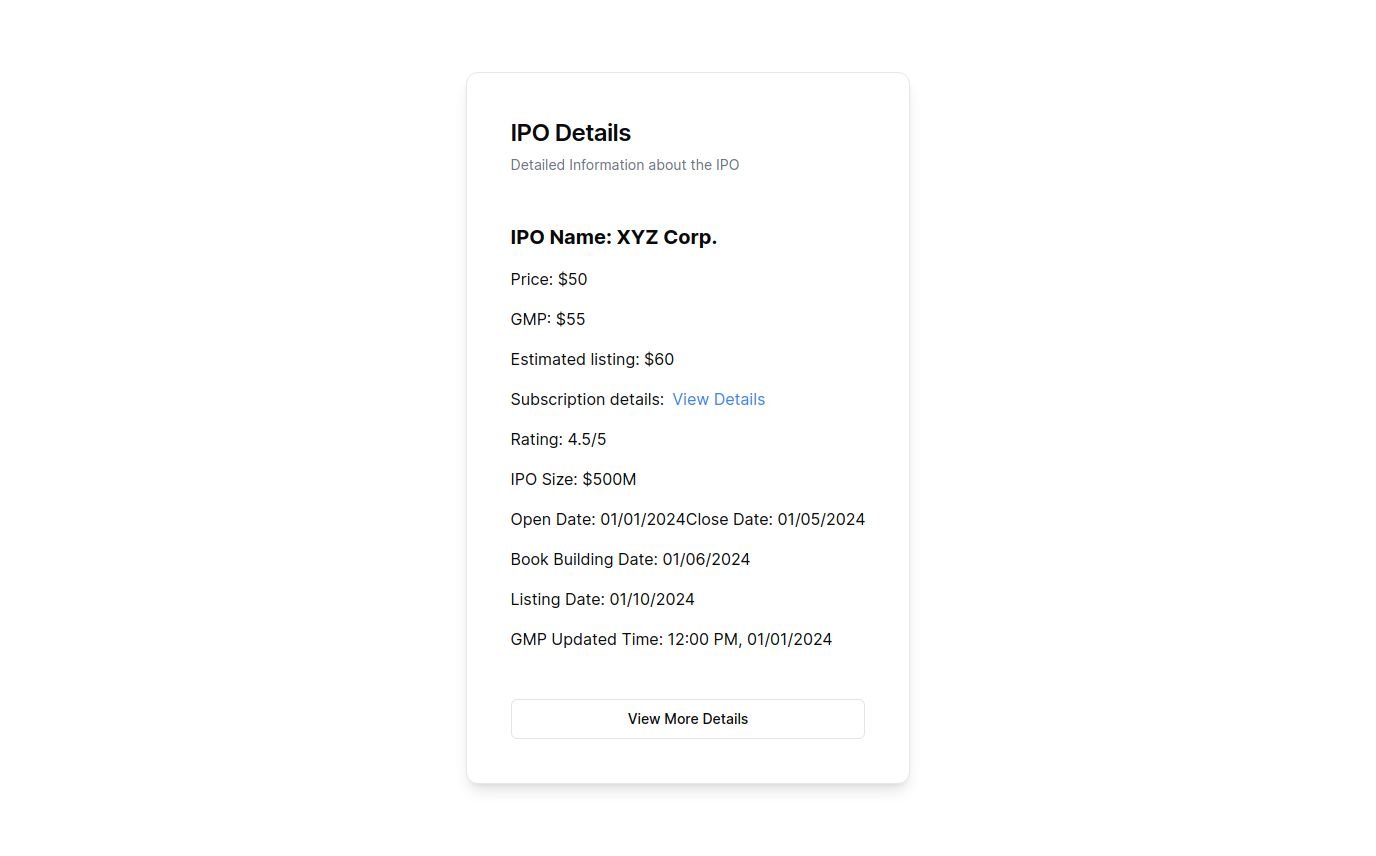 IPO Details
Detailed Information about the IPO
IPO Name: XYZ Corp.
Price: $50
GMP: $55
Estimated listing: $60
Subscription details: View Details
Rating: 4.5/5
IPO Size: $500M
Open Date: 01/01/2024Close Date: 01/05/2024
Book Building Date: 01/06/2024
Listing Date: 01/10/2024
GMP Updated Time: 12:00 PM, 01/01/2024
View More Details